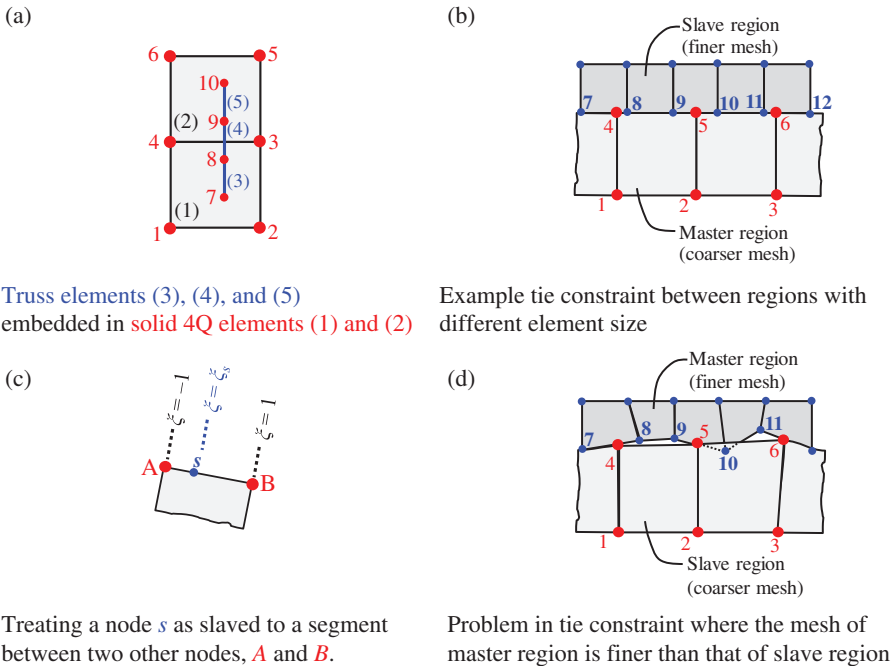 (a)
6
5
10
(5)
9
(4)
(2)
4
3
8
7
(3)
(1)
1
2
Truss elements (3), (4), and (5)
embedded in solid 4Q elements (1) and (2)
(b)
Slave region
(finer mesh)
7
8
9
10
11
12
4
5
6
1
2
3
Master region
(coarser mesh)
Example tie constraint between regions with
different element size
(c)
ξ=−1
ξ=ξs
ξ=1
A
s
B
Treating a node s as slaved to a segment
between two other nodes, A and B.
(d)
Master region
(finer mesh)
7
8
9
5
11
4
10
6
1
2
3
Slave region
(coarser mesh)
Problem in tie constraint where the mesh of
master region is finer than that of slave region